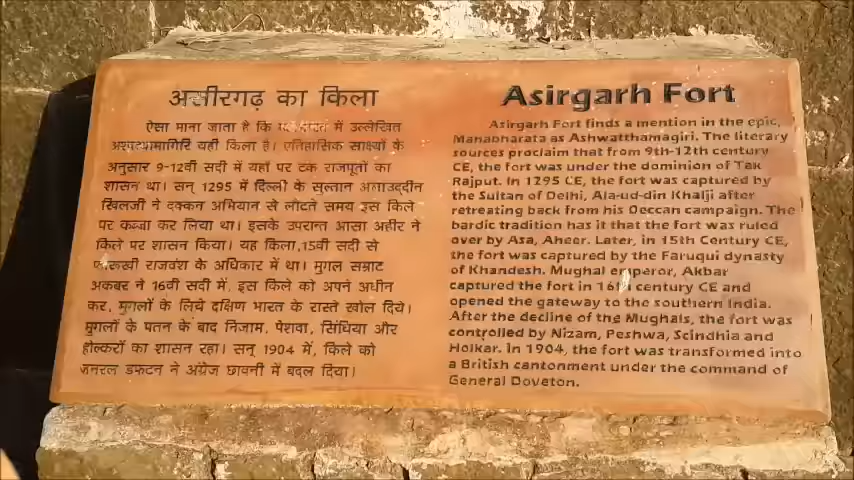 असीरगढ़ का किला
ऐसा माना जाता है कि महाभारत में उल्लेखित
अश्वत्थामागिरि यही किला है। एतिहासिक साक्ष्यों के
अनुसार 9-12वी सदी में यहाँ पर टक राजपूतों का
शासन था। सन् 1295 में दिल्ली के सुल्तान अलाउद्दीन
खिलजी ने दक्कन अभियान से लौटते समय इस किले
पर कब्जा कर लिया था। इसके उपरान्त आसा अहीर ने
किले पर शासन किया। यह किला,15वी सदी से
फारूखी राजवंश के अधिकार में था। मुगल सम्राट
अकबर ने 16वी सदी में, इस किले को अपने अधीन
कर, मुगलों के लिये दक्षिण भारत के रास्ते खोल दिये।
मुगलों के पतन के बाद निजाम, पेशवा, सिंधिया और
होल्करों का शासन रहा। सन् 1904 में, किले को
जनरल डफटन ने अंग्रेज छावनी में बदल दिया।
Asirgarh Fort
Asirgarh Fort finds a mention in the epic,
Mahabharata as Ashwatthamagiri. The literary
sources proclaim that from 9th-12th century
CE, the fort was under the dominion of Tak
Rajput. In 1295 CE, the fort was captured by
the Sultan of Delhi, Ala-ud-din Khalji after
retreating back from his Deccan campaign. The
bardic tradition has it that the fort was ruled
over by Asa, Aheer. Later, in 15th Century CE,
the fort was captured by the Faruqui dynasty
of Khandesh. Mughal emperor, Akbar
captured the fort in 16th century CE and
opened the gateway to the southern India.
After the decline of the Mughals, the fort was
controlled by Nizam, Peshwa, Scindhia and
Holkar. In 1904, the fort was transformed into
a British cantonment under the command of
General Doveton.